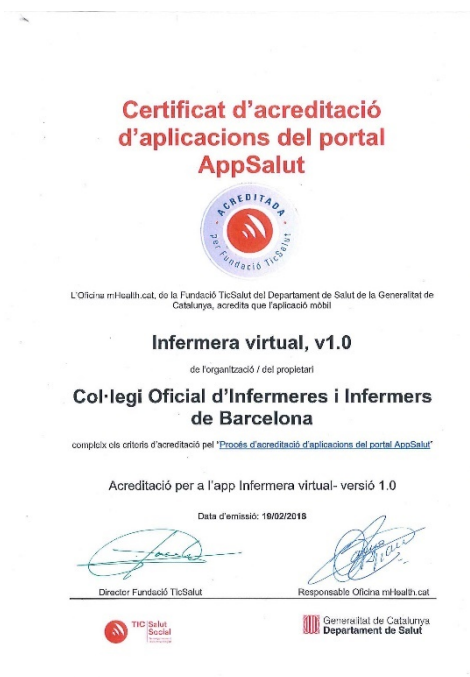 Certificat d'acreditació
d'aplicacions del portal
AppSalut
ACREDITADA
Per Fundació TicSalut
L'Oficina mHealth.cat, de la Fundació TicSalut del Departament de Salut de la Generalitat de
Catalunya, acredita que l'aplicació mòbil
Infermera virtual, v1.0
de l'organització / del propietari
Col·legi Oficial d'Infermeres i Infermers
de Barcelona
compleix els criteris d'acreditació pel "Procés d'acreditació d'aplicacions del portal AppSalut"
Acreditació per a l'app Infermera virtual- versió 1.0
Data d'emissió: 19/02/2018
Director Fundació TicSalut
Responsable Oficina mHealth.cat
TIC Salut
Social
Generalitat de Catalunya
Departament de Salut